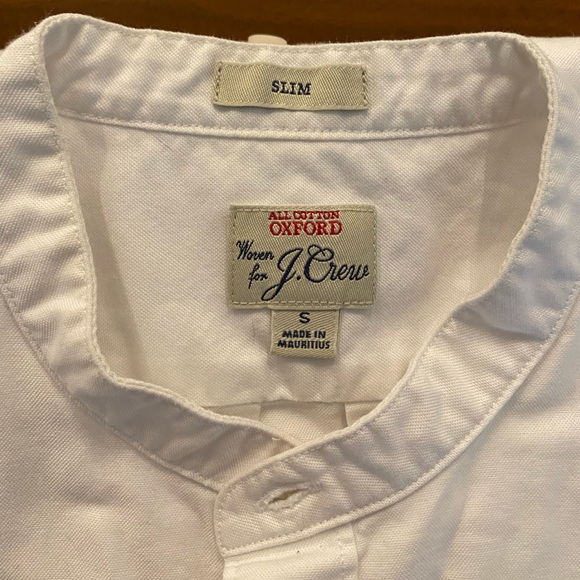 SLIM
ALL COTTON
OXFORD
Woven
for J.Crew
S
MADE IN
MAURITIUS